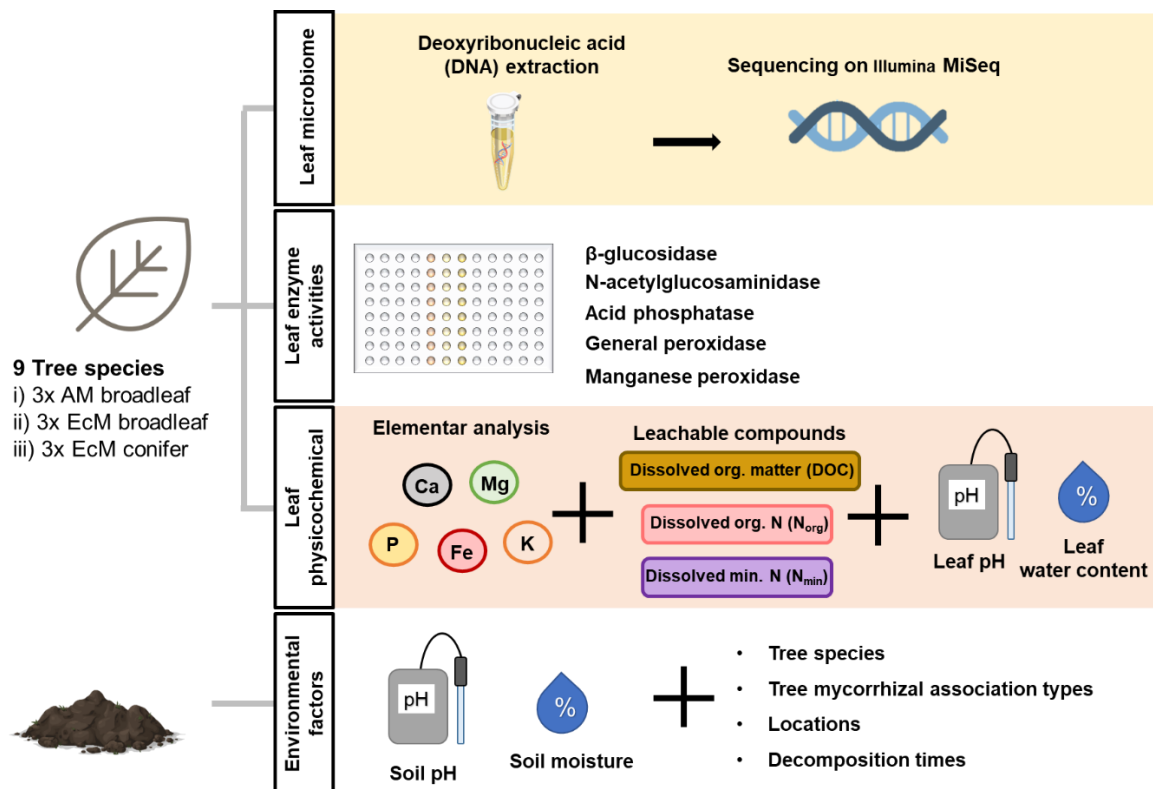 Leaf microbiome
Deoxyribonucleic acid
(DNA) extraction
Sequencing on Illumina MiSeq
9 Tree species
i) 3x AM broadleaf
ii) 3x EcM broadleaf
iii) 3x EcM conifer
Leaf enzyme
activities
β-glucosidase
N-acetylglucosaminidase
Acid phosphatase
General peroxidase
Manganese peroxidase
Leaf
physicochemical
Elementar analysis
Ca
Mg
P
Fe
K
Leachable compounds
Dissolved org. matter (DOC)
Dissolved org. N (Norg)
Dissolved min. N (Nmin)
pH
Leaf pH
%
Leaf
water content
Environmental
factors
pH
Soil pH
%
Soil moisture
• Tree species
• Tree mycorrhizal association types
• Locations
• Decomposition times